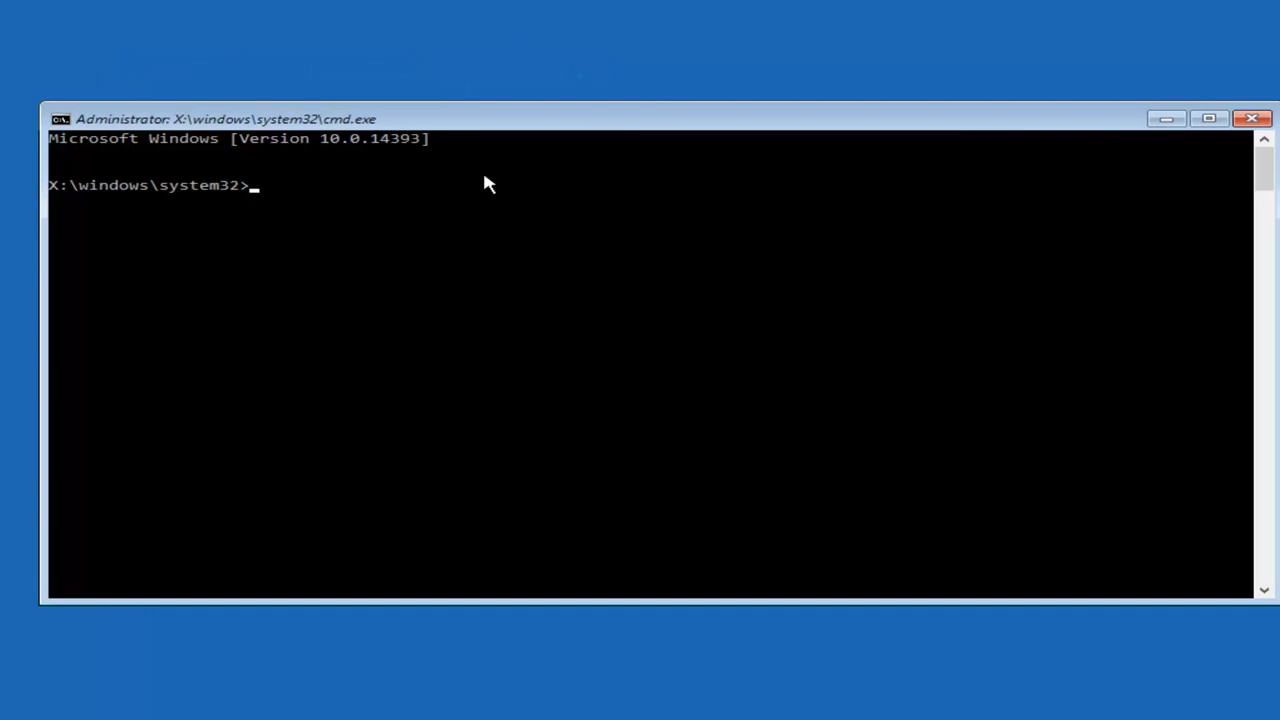 Administrator: X:\windows\system32\cmd.exe
Microsoft Windows [Version 10.0.14393]
X:\windows\system32>